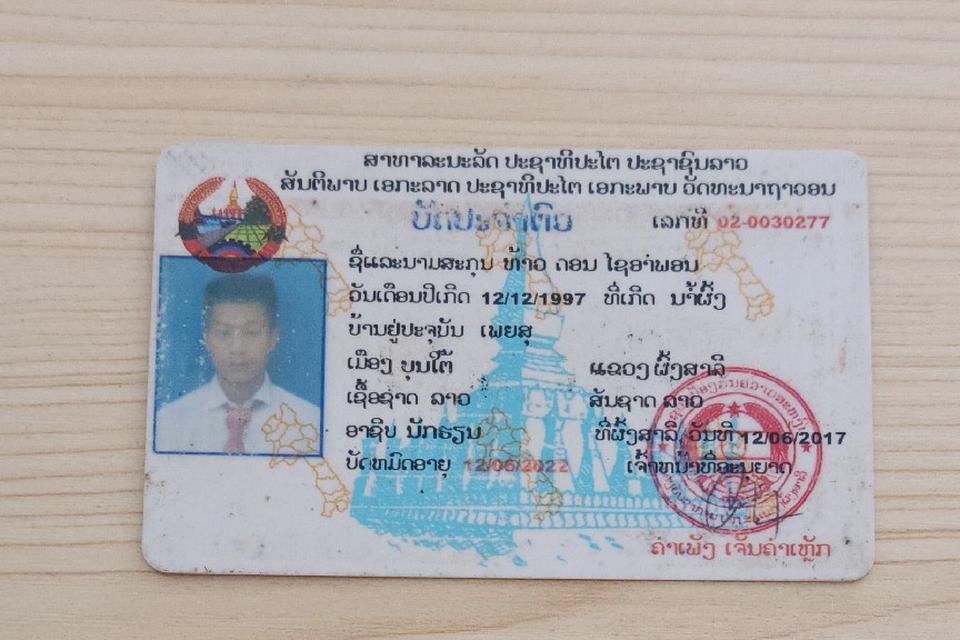 ສາທາລະນະລັດ ປະຊາທິປະໄຕ ປະຊາຊົນລາວ
ສັນຕິພາບ ເອກະລາດ ປະຊາທິປະໄຕ ເອກະພາບ ວັດທະນາຖາວອນ
ບັດປະຈຳຕົວ ເລກທີ 02-0030277
ຊື່ແລະນາມສະກຸນ ທ້າວ ດອນ ໄຊອຳພອນ
ວັນເດືອນປີເກີດ 12/12/1997 ທີ່ເກີດ ນ້ຳຜົ້ງ
ບ້ານຢູ່ປະຈຸບັນ ເພຍສຸ
ເມືອງ ບຸນໃຕ້ ແຂວງ ຜົ້ງສາລີ
ເຊື້ອຊາດ ລາວ ສັນຊາດ ລາວ
ອາຊີບ ນັກຮຽນ ທີ່ຜົ້ງສາລີ, ວັນທີ 12/06/2017
ບັດຫມົດອາຍຸ 12/06/2022 ເຈົ້າຫນ້າທີ່ອະນຸຍາດ
ຄຳເພັງ ເຈັນຄຳເຫຼັກ